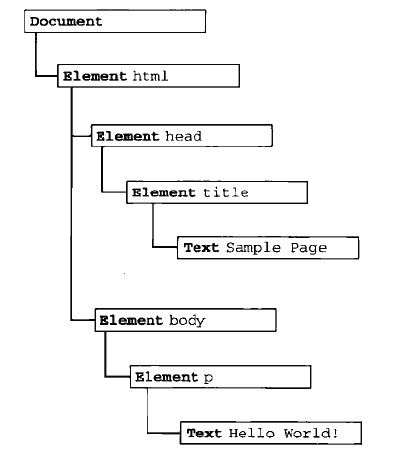 Document
Element html
Element head
Element title
Text Sample Page
Element body
Element p
Text Hello World!